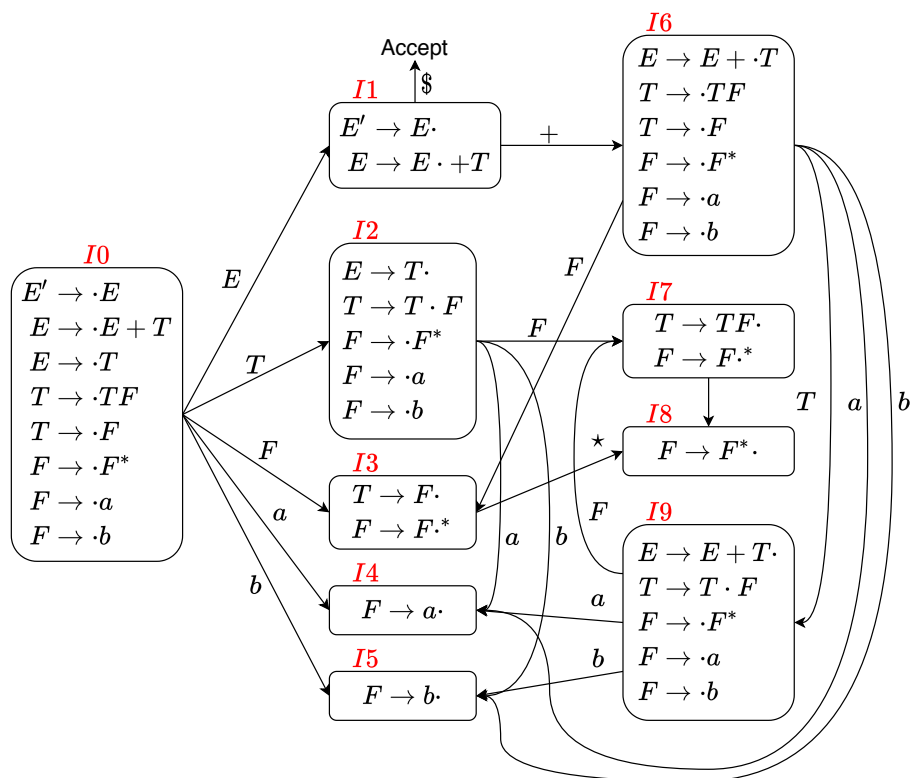 Accept
$
I1
E′ → E·
E → E · +T
+
I6
E → E + ·T
T → ·TF
T → ·F
F → ·F*
F → ·a
F → ·b
I0
E′ → ·E
E → ·E + T
E → ·T
T → ·TF
T → ·F
F → ·F*
F → ·a
F → ·b
E
T
F
a
b
I2
E → T·
T → T · F
F → ·F*
F → ·a
F → ·b
F
F
a
b
I7
T → TF·
F → F·*
T
a
b
I3
T → F·
F → F·*
⋆
I8
F → F*·
I4
F → a·
I5
F → b·
F
a
b
I9
E → E + T·
T → T · F
F → ·F*
F → ·a
F → ·b